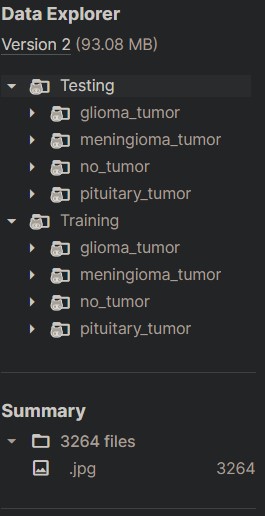 Data Explorer
Version 2 (93.08 MB)
Testing
glioma_tumor
meningioma_tumor
no_tumor
pituitary_tumor
Training
glioma_tumor
meningioma_tumor
no_tumor
pituitary_tumor
Summary
3264 files
.jpg 3264